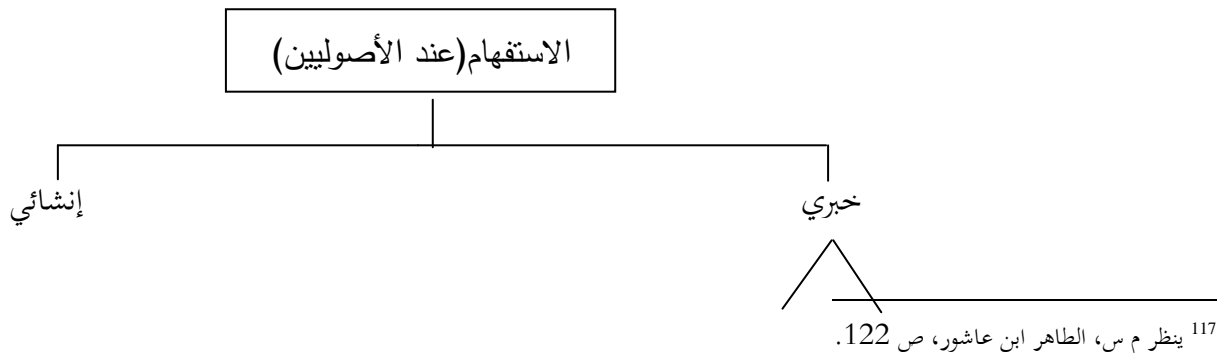 الاستفهام(عند الأصوليين)
خبري
إنشائي
117 ينظر م س، الطاهر ابن عاشور، ص 122.